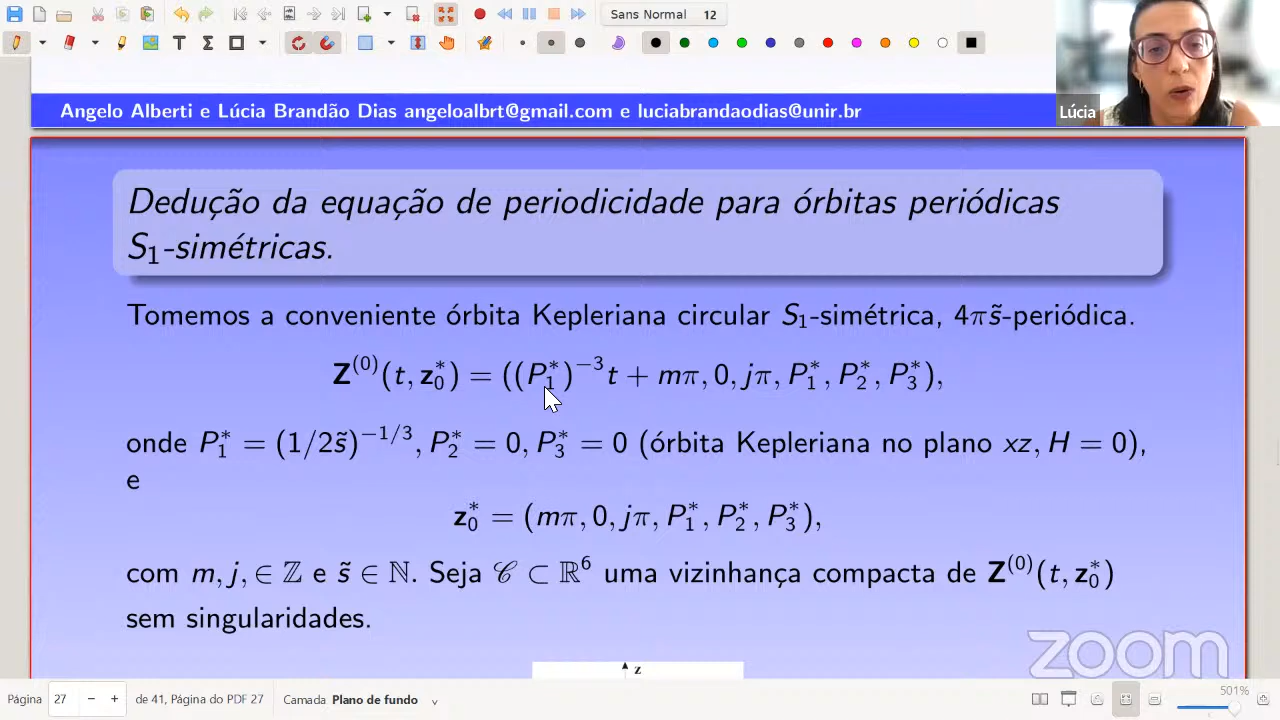 Sans Normal 12
Lúcia
Angelo Alberti e Lúcia Brandão Dias angeloalbrt@gmail.com e luciabrandaodias@unir.br
Dedução da equação de periodicidade para órbitas periódicas
S₁-simétricas.
Tomemos a conveniente órbita Kepleriana circular S₁-simétrica, 4πs̃-periódica.
Z⁽⁰⁾(t, z₀*) = ((P₁*)⁻³t + mπ, 0, jπ, P₁*, P₂*, P₃*),
onde P₁* = (1/2s̃)⁻¹/³, P₂* = 0, P₃* = 0 (órbita Kepleriana no plano xz, H = 0),
e
z₀* = (mπ, 0, jπ, P₁*, P₂*, P₃*),
com m, j, ∈ ℤ e s̃ ∈ ℕ. Seja 𝒞 ⊂ ℝ⁶ uma vizinhança compacta de Z⁽⁰⁾(t, z₀*)
sem singularidades.
z
zoom
Página 27 − + de 41, Página do PDF 27 Camada Plano de fundo 501%